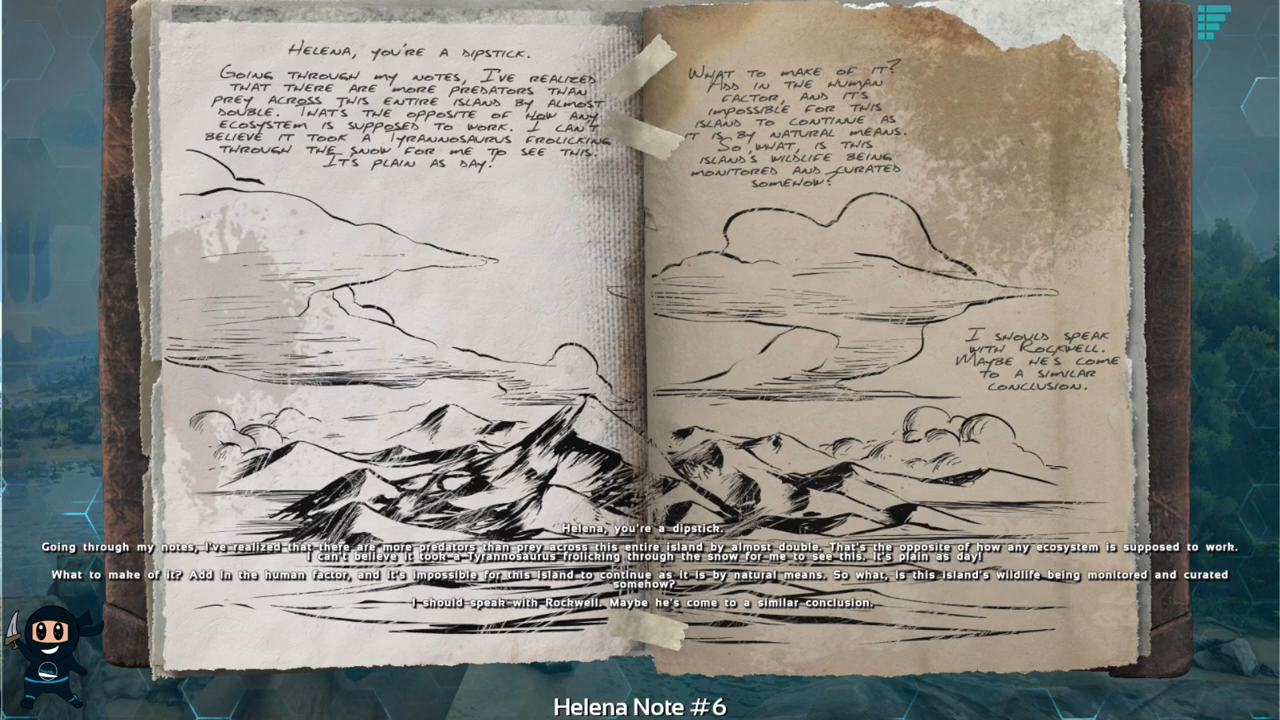 HELENA, YOU'RE A DIPSTICK.
GOING THROUGH MY NOTES, I'VE REALIZED
THAT THERE ARE MORE PREDATORS THAN
PREY ACROSS THIS ENTIRE ISLAND BY ALMOST
DOUBLE. THAT'S THE OPPOSITE OF HOW ANY
ECOSYSTEM IS SUPPOSED TO WORK. I CAN'T
BELIEVE IT TOOK A TYRANNOSAURUS FROLICKING
THROUGH THE SNOW FOR ME TO SEE THIS.
IT'S PLAIN AS DAY!
WHAT TO MAKE OF IT?
ADD IN THE HUMAN
FACTOR, AND IT'S
IMPOSSIBLE FOR THIS
ISLAND TO CONTINUE AS
IT IS BY NATURAL MEANS.
SO WHAT, IS THIS
ISLAND'S WILDLIFE BEING
MONITORED AND CURATED
SOMEHOW?
I SHOULD SPEAK
WITH ROCKWELL.
MAYBE HE'S COME
TO A SIMILAR
CONCLUSION.
Helena, you're a dipstick.
Going through my notes, I've realized that there are more predators than prey across this entire island by almost double. That's the opposite of how any ecosystem is supposed to work.
I can't believe it took a Tyrannosaurus frolicking through the snow for me to see this. It's plain as day!
What to make of it? Add in the human factor, and it's impossible for this island to continue as it is by natural means. So what, is this island's wildlife being monitored and curated
somehow?
I should speak with Rockwell. Maybe he's come to a similar conclusion.
Helena Note #6